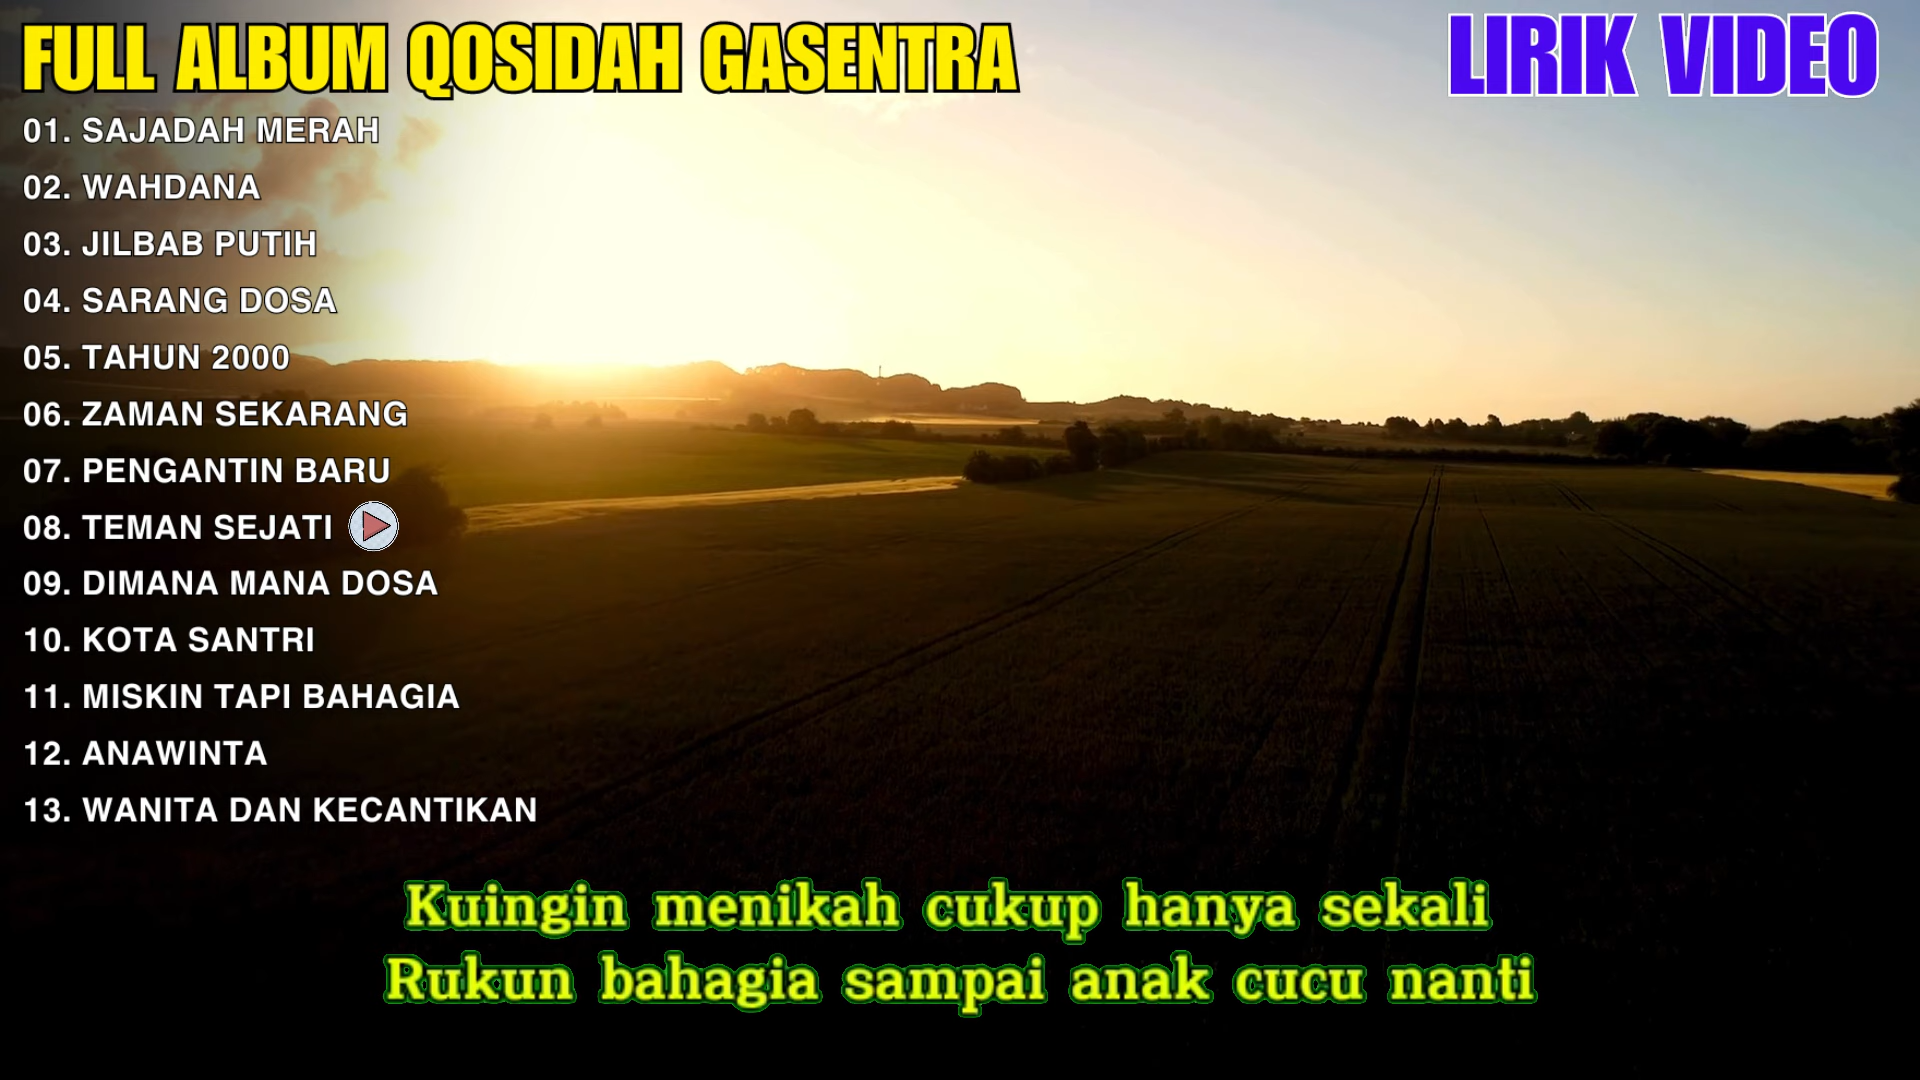 FULL ALBUM QOSIDAH GASENTRA
LIRIK VIDEO
01. SAJADAH MERAH
02. WAHDANA
03. JILBAB PUTIH
04. SARANG DOSA
05. TAHUN 2000
06. ZAMAN SEKARANG
07. PENGANTIN BARU
08. TEMAN SEJATI
09. DIMANA MANA DOSA
10. KOTA SANTRI
11. MISKIN TAPI BAHAGIA
12. ANAWINTA
13. WANITA DAN KECANTIKAN
Kuingin menikah cukup hanya sekali
Rukun bahagia sampai anak cucu nanti